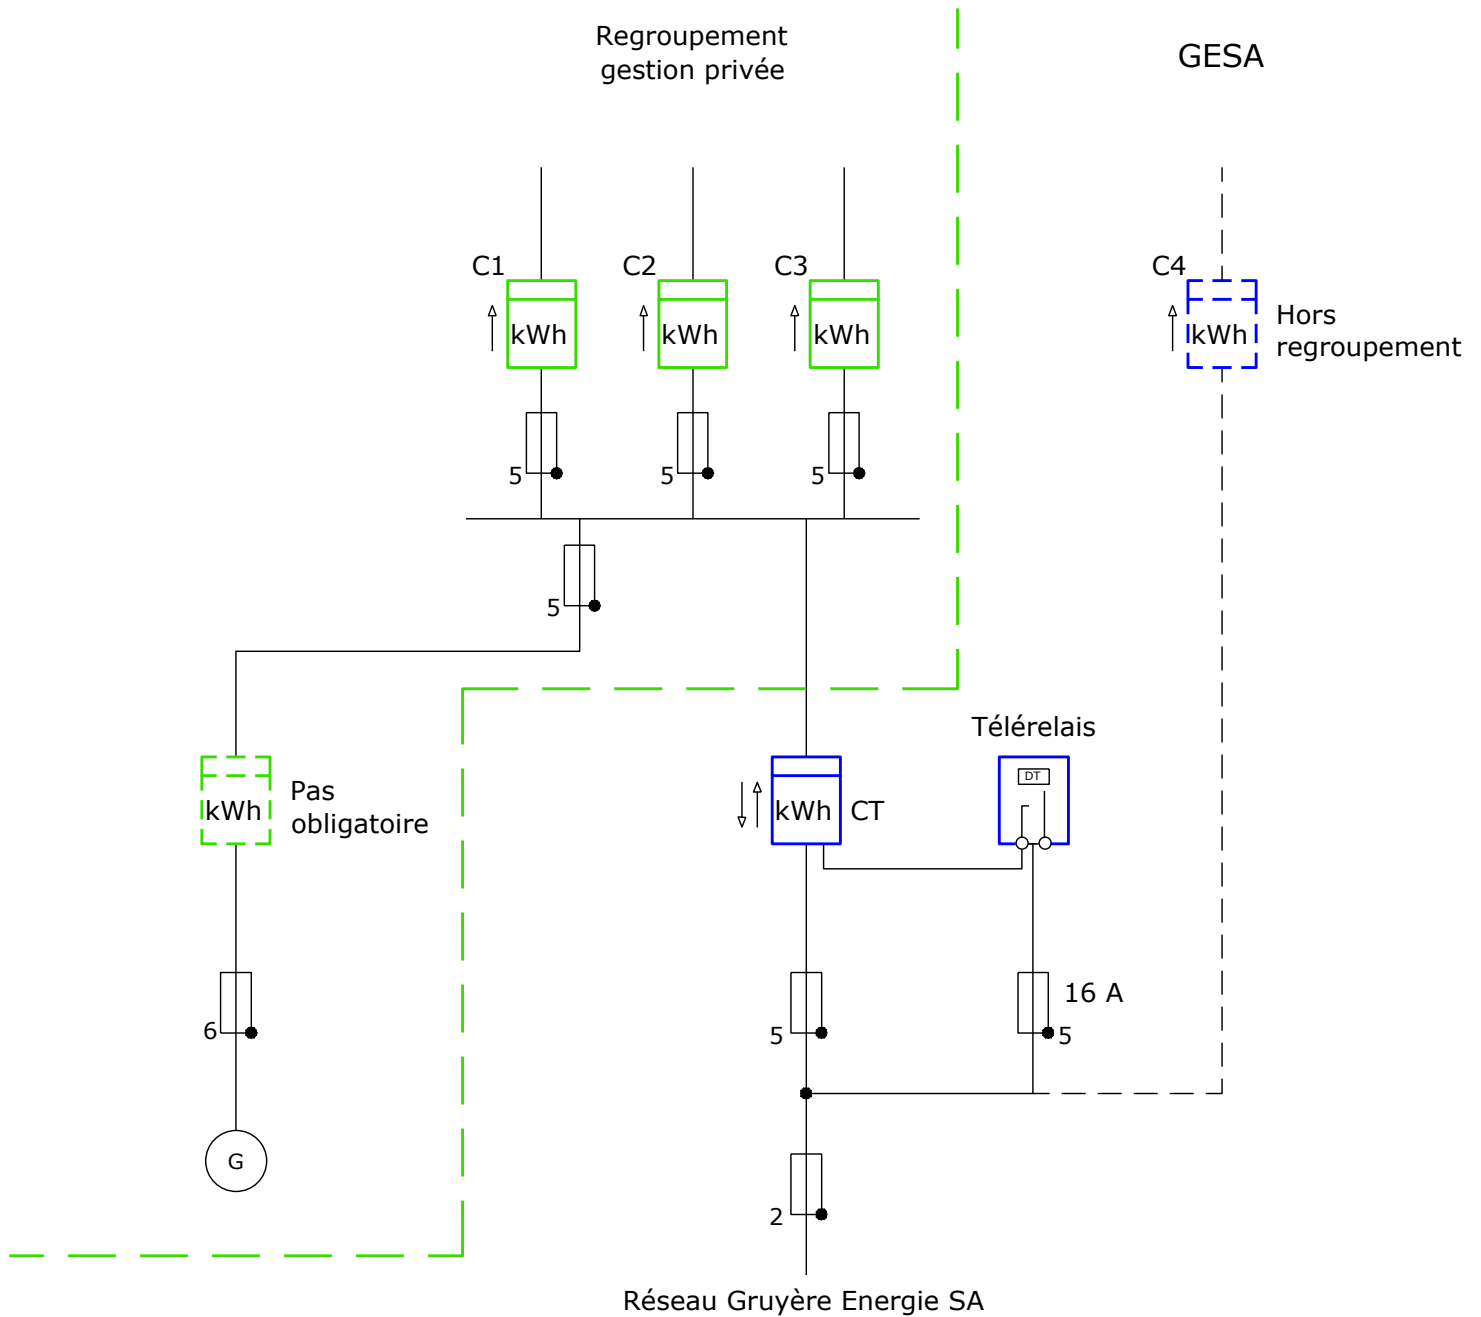 Regroupement
gestion privée
GESA
C1
C2
C3
C4
kWh
kWh
kWh
kWh
Hors
regroupement
5
5
5
5
Télérelais
DT
kWh
Pas
obligatoire
kWh
CT
16 A
6
5
5
G
2
Réseau Gruyère Energie SA